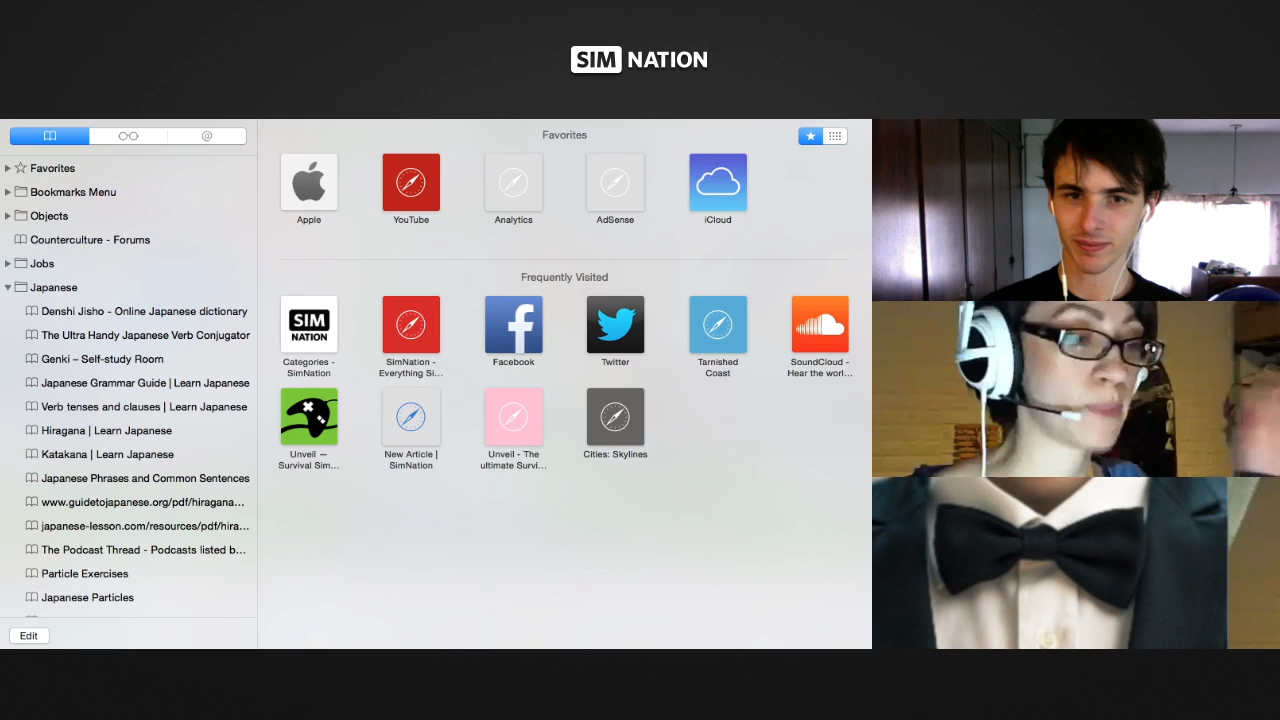 SIM NATION
@
Favorites
Bookmarks Menu
Objects
Counterculture - Forums
Jobs
Japanese
Denshi Jisho - Online Japanese dictionary
The Ultra Handy Japanese Verb Conjugator
Genki – Self-study Room
Japanese Grammar Guide | Learn Japanese
Verb tenses and clauses | Learn Japanese
Hiragana | Learn Japanese
Katakana | Learn Japanese
Japanese Phrases and Common Sentences
www.guidetojapanese.org/pdf/hiragana...
japanese-lesson.com/resources/pdf/hira...
The Podcast Thread - Podcasts listed b...
Particle Exercises
Japanese Particles
Edit
Favorites
Apple
YouTube
Analytics
AdSense
iCloud
Frequently Visited
SIM
NATION
Categories -
SimNation
SimNation -
Everything Si...
Facebook
Twitter
Tarnished
Coast
SoundCloud -
Hear the worl...
Unveil —
Survival Sim...
New Article |
SimNation
Unveil - The
ultimate Survi...
Cities: Skylines